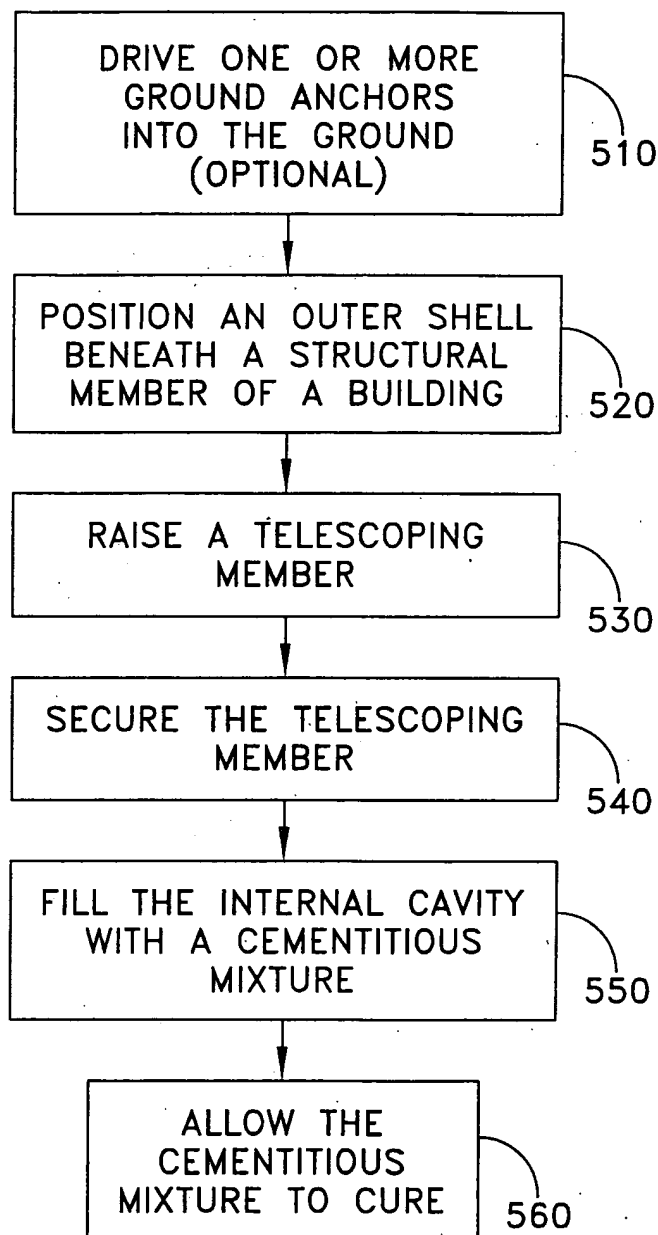 DRIVE ONE OR MORE
GROUND ANCHORS
INTO THE GROUND
(OPTIONAL)
510
POSITION AN OUTER SHELL
BENEATH A STRUCTURAL
MEMBER OF A BUILDING
520
RAISE A TELESCOPING
MEMBER
530
SECURE THE TELESCOPING
MEMBER
540
FILL THE INTERNAL CAVITY
WITH A CEMENTITIOUS
MIXTURE
550
ALLOW THE
CEMENTITIOUS
MIXTURE TO CURE
560